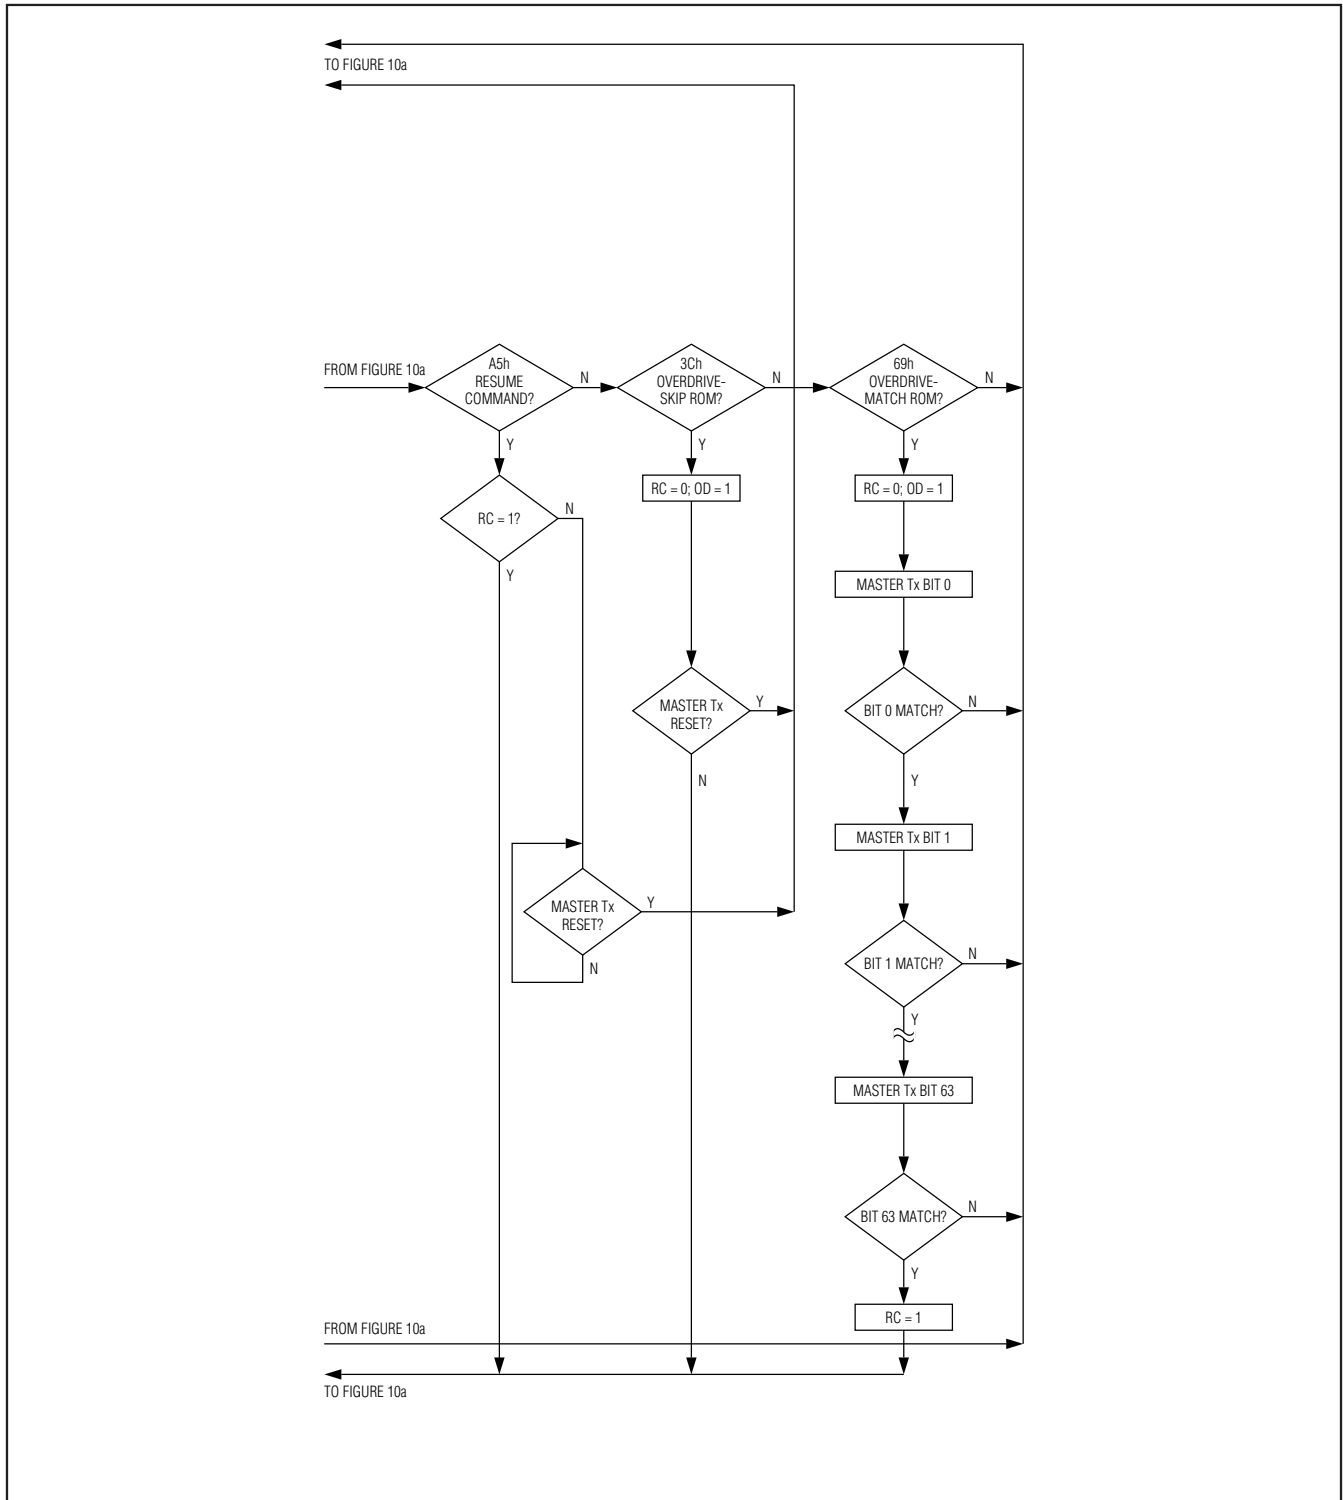 TO FIGURE 10a
FROM FIGURE 10a
A5h
RESUME
COMMAND?
N
3Ch
OVERDRIVE-
SKIP ROM?
N
69h
OVERDRIVE-
MATCH ROM?
N
Y
Y
Y
RC = 1?
N
Y
RC = 0; OD = 1
RC = 0; OD = 1
MASTER Tx BIT 0
MASTER Tx
RESET?
Y
N
BIT 0 MATCH?
N
Y
MASTER Tx BIT 1
MASTER Tx
RESET?
Y
N
BIT 1 MATCH?
N
Y
MASTER Tx BIT 63
BIT 63 MATCH?
N
Y
RC = 1
FROM FIGURE 10a
TO FIGURE 10a